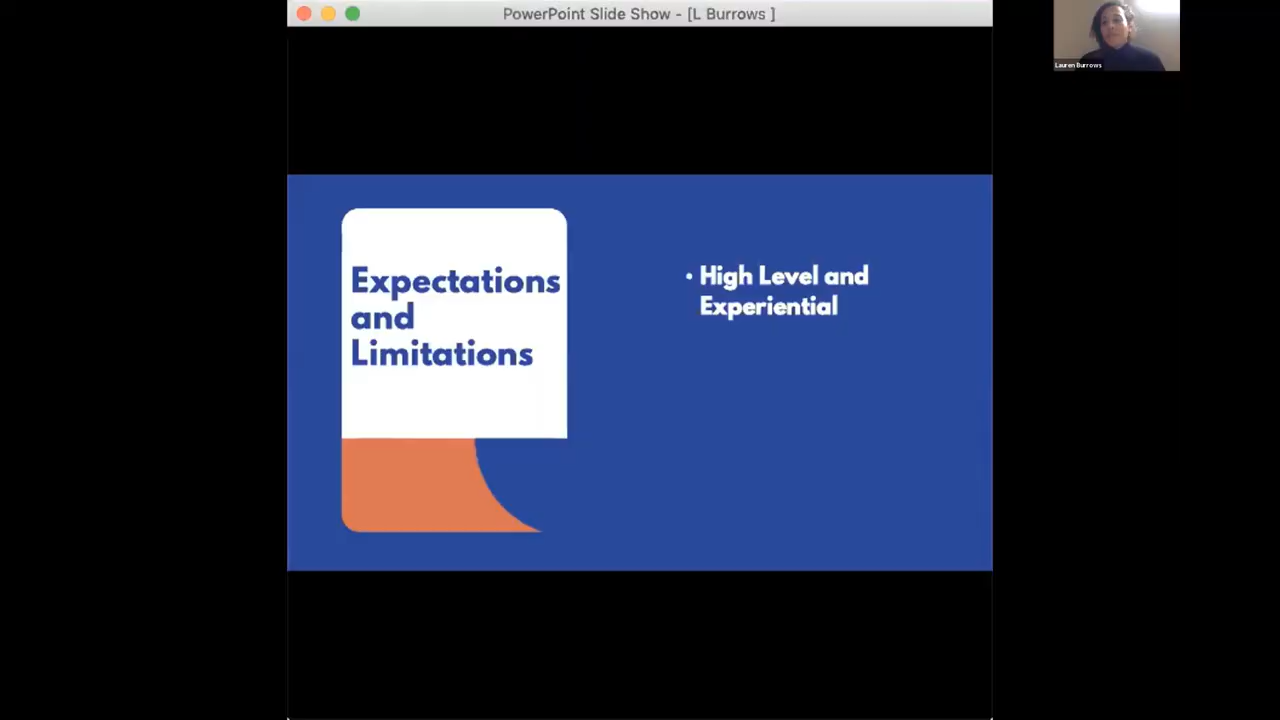 PowerPoint Slide Show - [L Burrows ]
Lauren Burrows
Expectations
and
Limitations
• High Level and
Experiential